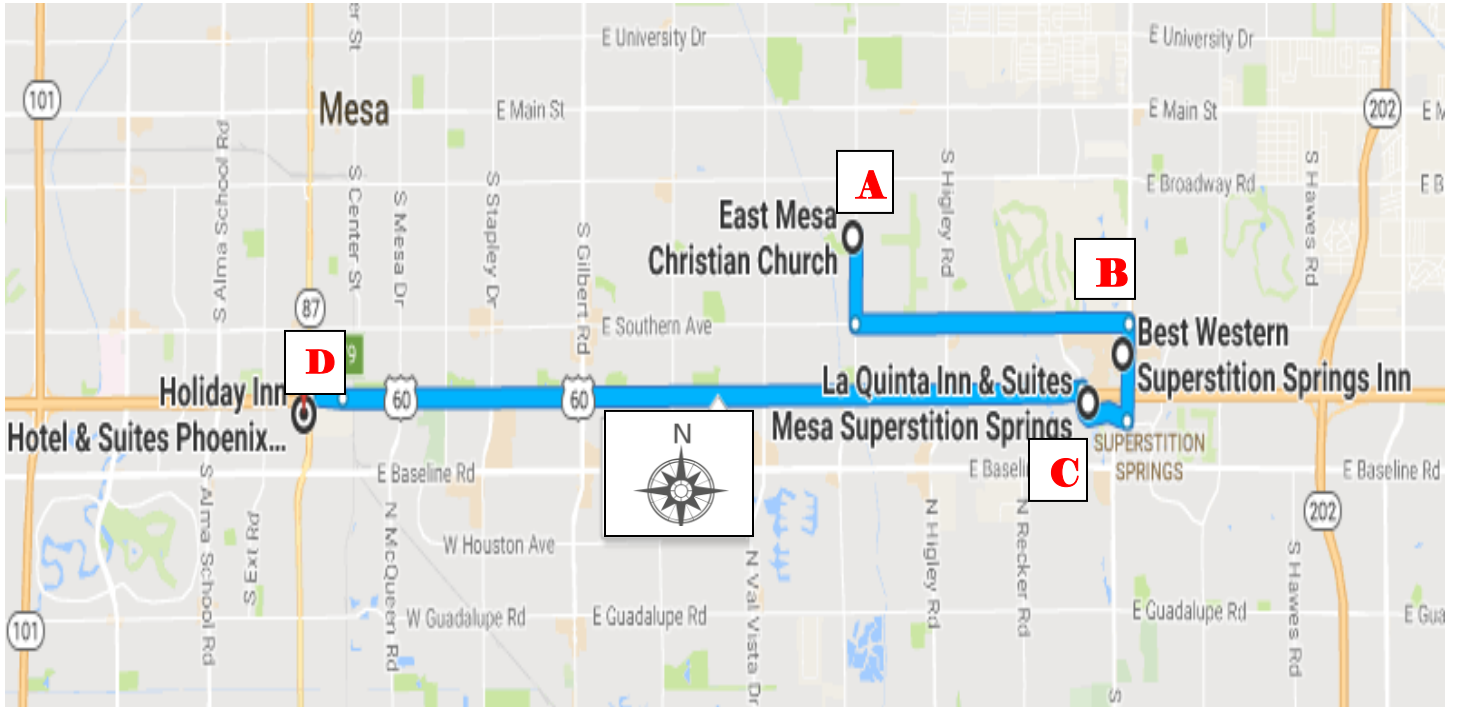 E University Dr
E University Dr
101
Mesa
E Main St
E Main St
202
E M
S Alma School Rd
S Center St
S Mesa Dr
S Stapley Dr
S Gilbert Rd
A
S Higley Rd
E Broadway Rd
S Hawes Rd
E B
East Mesa
Christian Church
B
87
E Southern Ave
D
9
Best Western
Superstition Springs Inn
Holiday Inn
Hotel & Suites Phoenix...
60
60
La Quinta Inn & Suites
Mesa Superstition Springs
N
C
SUPERSTITION
SPRINGS
E Baseline Rd
E Baseli
E Baseline Rd
202
S Alma School Rd
S Ext Rd
N McQueen Rd
W Houston Ave
N Val Vista Dr
N Higley Rd
N Recker Rd
S Hawes Rd
101
W Guadalupe Rd
E Guadalupe Rd
E Guadalupe Rd
E Gua
S